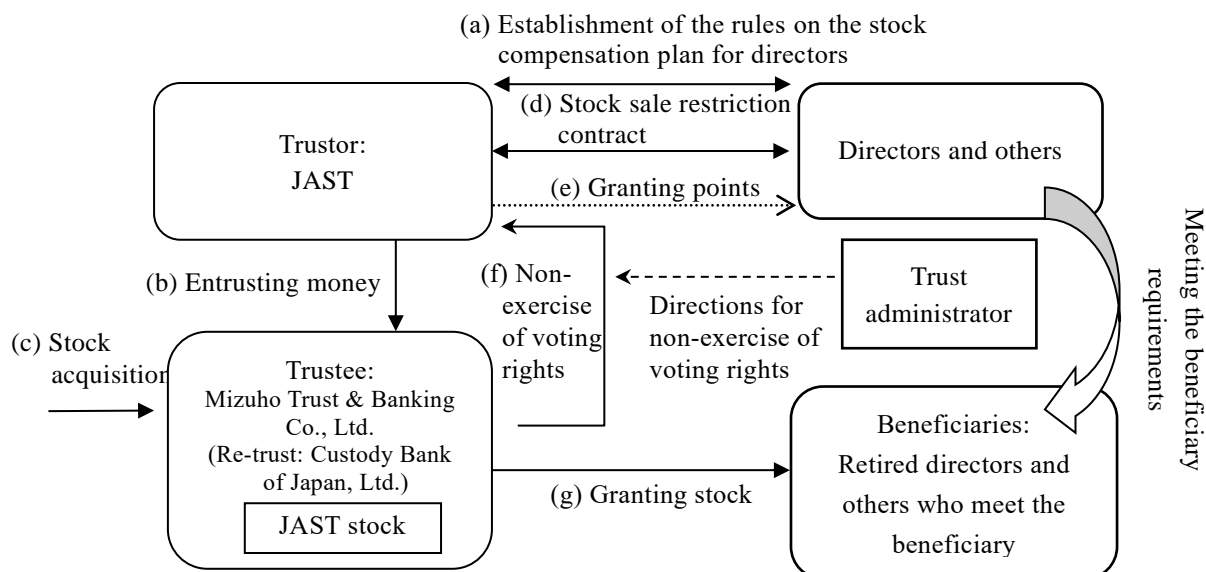 (a) Establishment of the rules on the stock
compensation plan for directors
(d) Stock sale restriction
contract
Trustor:
JAST
Directors and others
(e) Granting points
Meeting the beneficiary
requirements
(b) Entrusting money
(f) Non-
exercise
of voting
rights
Directions for
non-exercise of
voting rights
Trust
administrator
(c) Stock
acquisition
Trustee:
Mizuho Trust & Banking
Co., Ltd.
(Re-trust: Custody Bank
of Japan, Ltd.)
JAST stock
(g) Granting stock
Beneficiaries:
Retired directors and
others who meet the
beneficiary